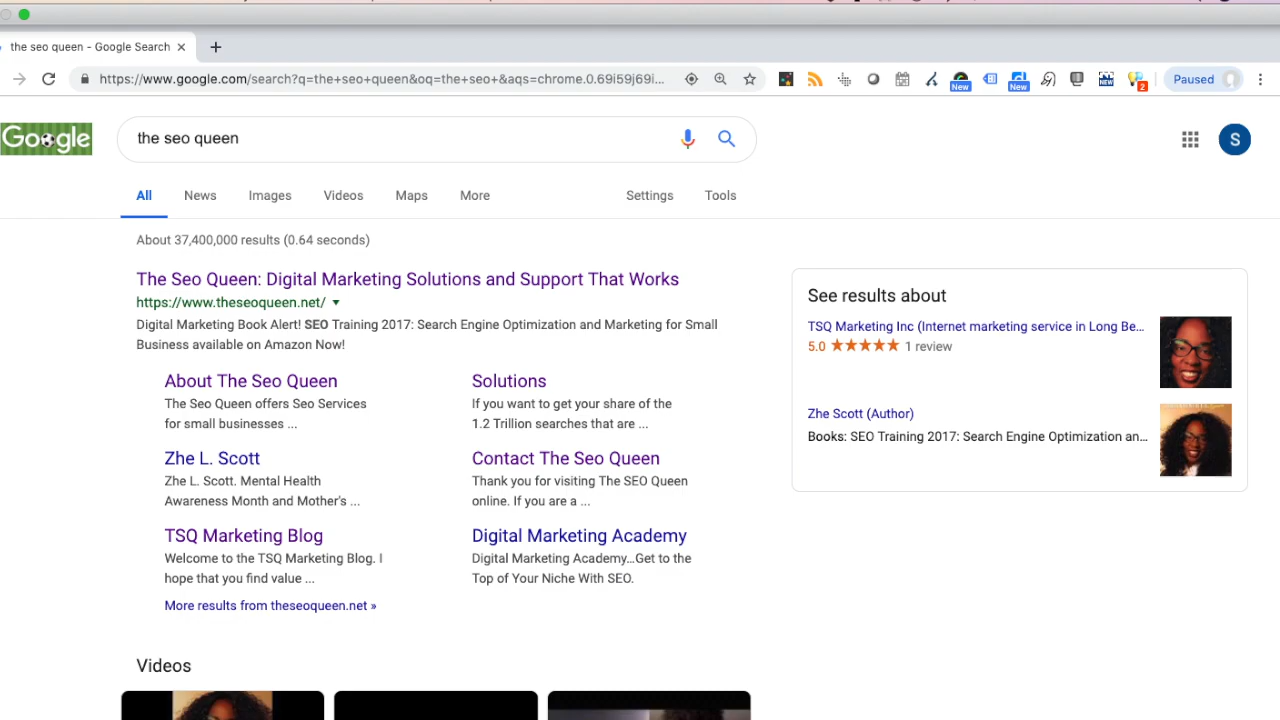 the seo queen - Google Search
https://www.google.com/search?q=the+seo+queen&oq=the+seo+&aqs=chrome.0.69i59j69i...
New
New
NEW
2
Paused
Google
the seo queen
S
All
News
Images
Videos
Maps
More
Settings
Tools
About 37,400,000 results (0.64 seconds)
The Seo Queen: Digital Marketing Solutions and Support That Works
https://www.theseoqueen.net/
Digital Marketing Book Alert! SEO Training 2017: Search Engine Optimization and Marketing for Small
Business available on Amazon Now!
About The Seo Queen
The Seo Queen offers Seo Services
for small businesses ...
Solutions
If you want to get your share of the
1.2 Trillion searches that are ...
Zhe L. Scott
Zhe L. Scott. Mental Health
Awareness Month and Mother's ...
Contact The Seo Queen
Thank you for visiting The SEO Queen
online. If you are a ...
TSQ Marketing Blog
Welcome to the TSQ Marketing Blog. I
hope that you find value ...
Digital Marketing Academy
Digital Marketing Academy...Get to the
Top of Your Niche With SEO.
More results from theseoqueen.net »
Videos
See results about
TSQ Marketing Inc (Internet marketing service in Long Be...
5.0 ★★★★★ 1 review
Zhe Scott (Author)
Books: SEO Training 2017: Search Engine Optimization an...